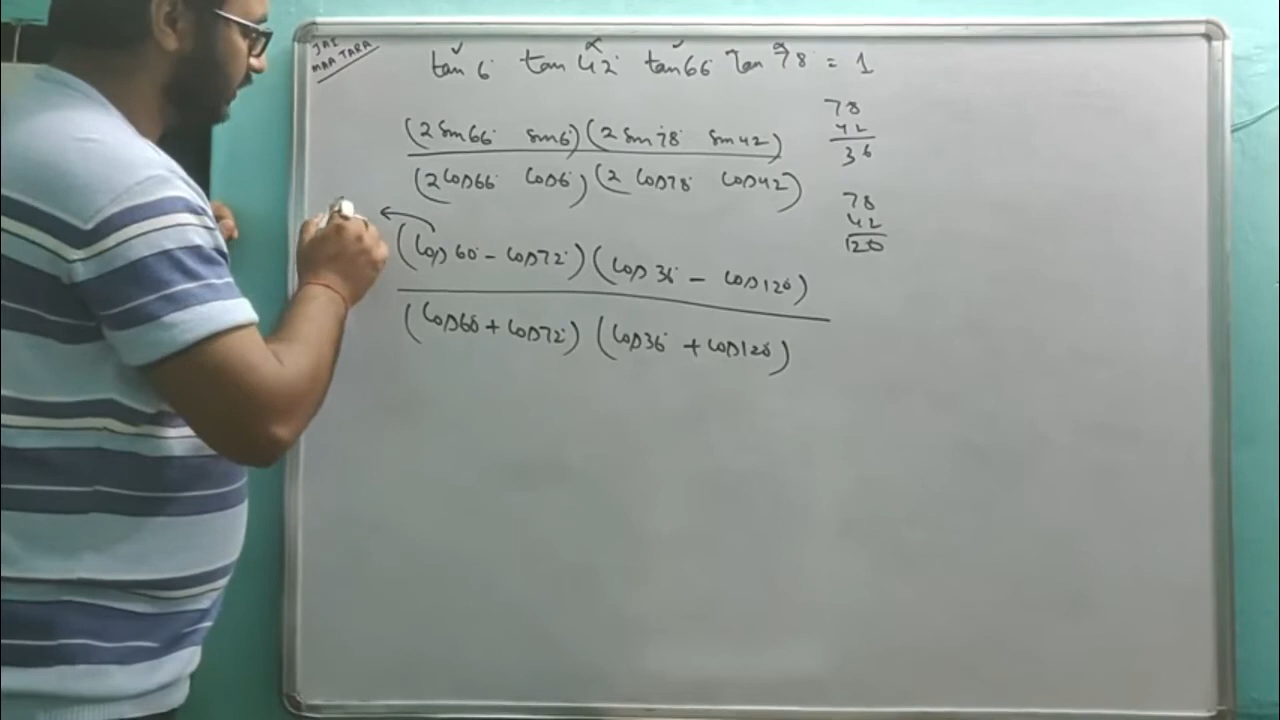 JAI
MAA TARA
tan 6° tan 42° tan 66° Tan 78° = 1
(2 Sin 66° sin 6°) (2 Sin 78° sin 42°)
(2 Cos 66° Cos 6°) (2 Cos 78° Cos 42°)
(Cos 60° - Cos 72°) (Cos 36° - Cos 120°)
(Cos 60° + Cos 72°) (Cos 36° + Cos 120°)
78
42
36
78
42
120